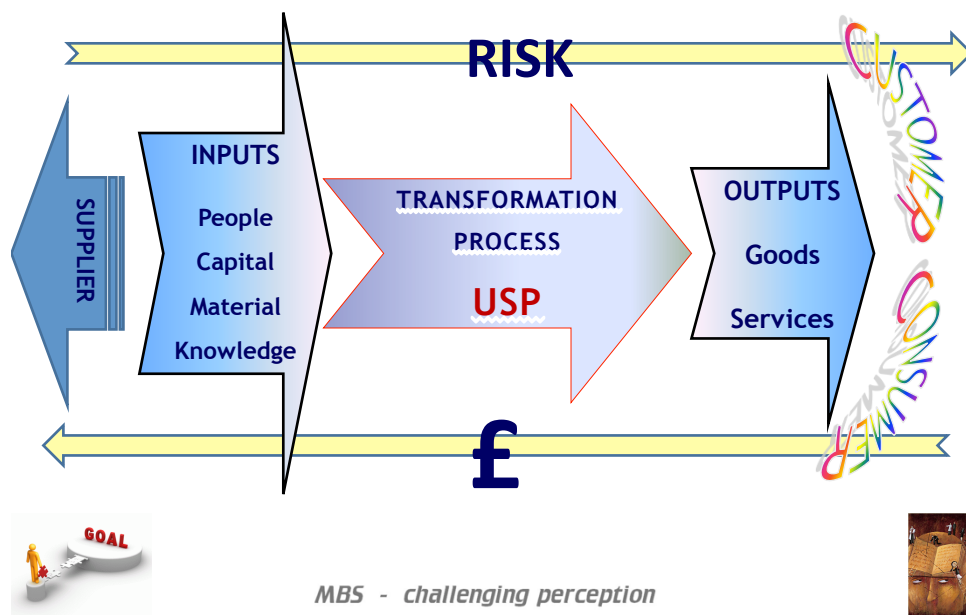 RISK
SUPPLIER
INPUTS
People
Capital
Material
Knowledge
TRANSFORMATION
PROCESS
USP
OUTPUTS
Goods
Services
CUSTOMER
CONSUMER
£
GOAL
MBS - challenging perception